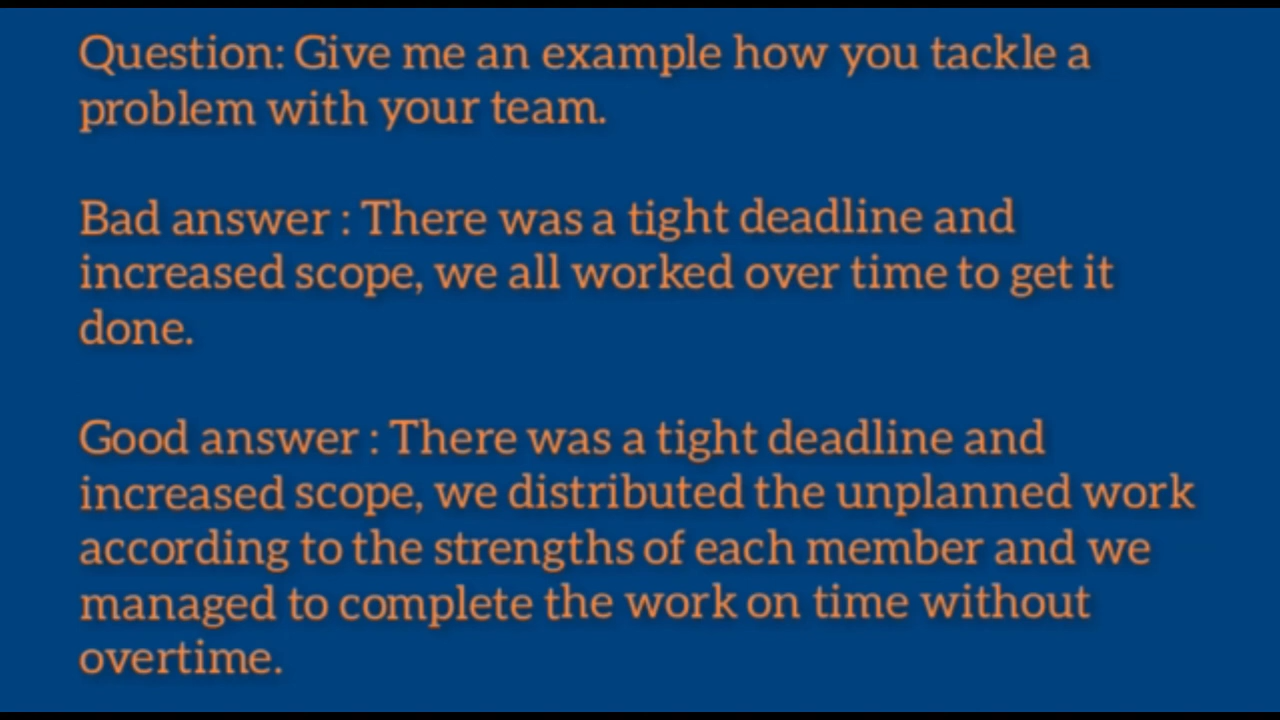 Question: Give me an example how you tackle a
problem with your team.
Bad answer : There was a tight deadline and
increased scope, we all worked over time to get it
done.
Good answer : There was a tight deadline and
increased scope, we distributed the unplanned work
according to the strengths of each member and we
managed to complete the work on time without
overtime.